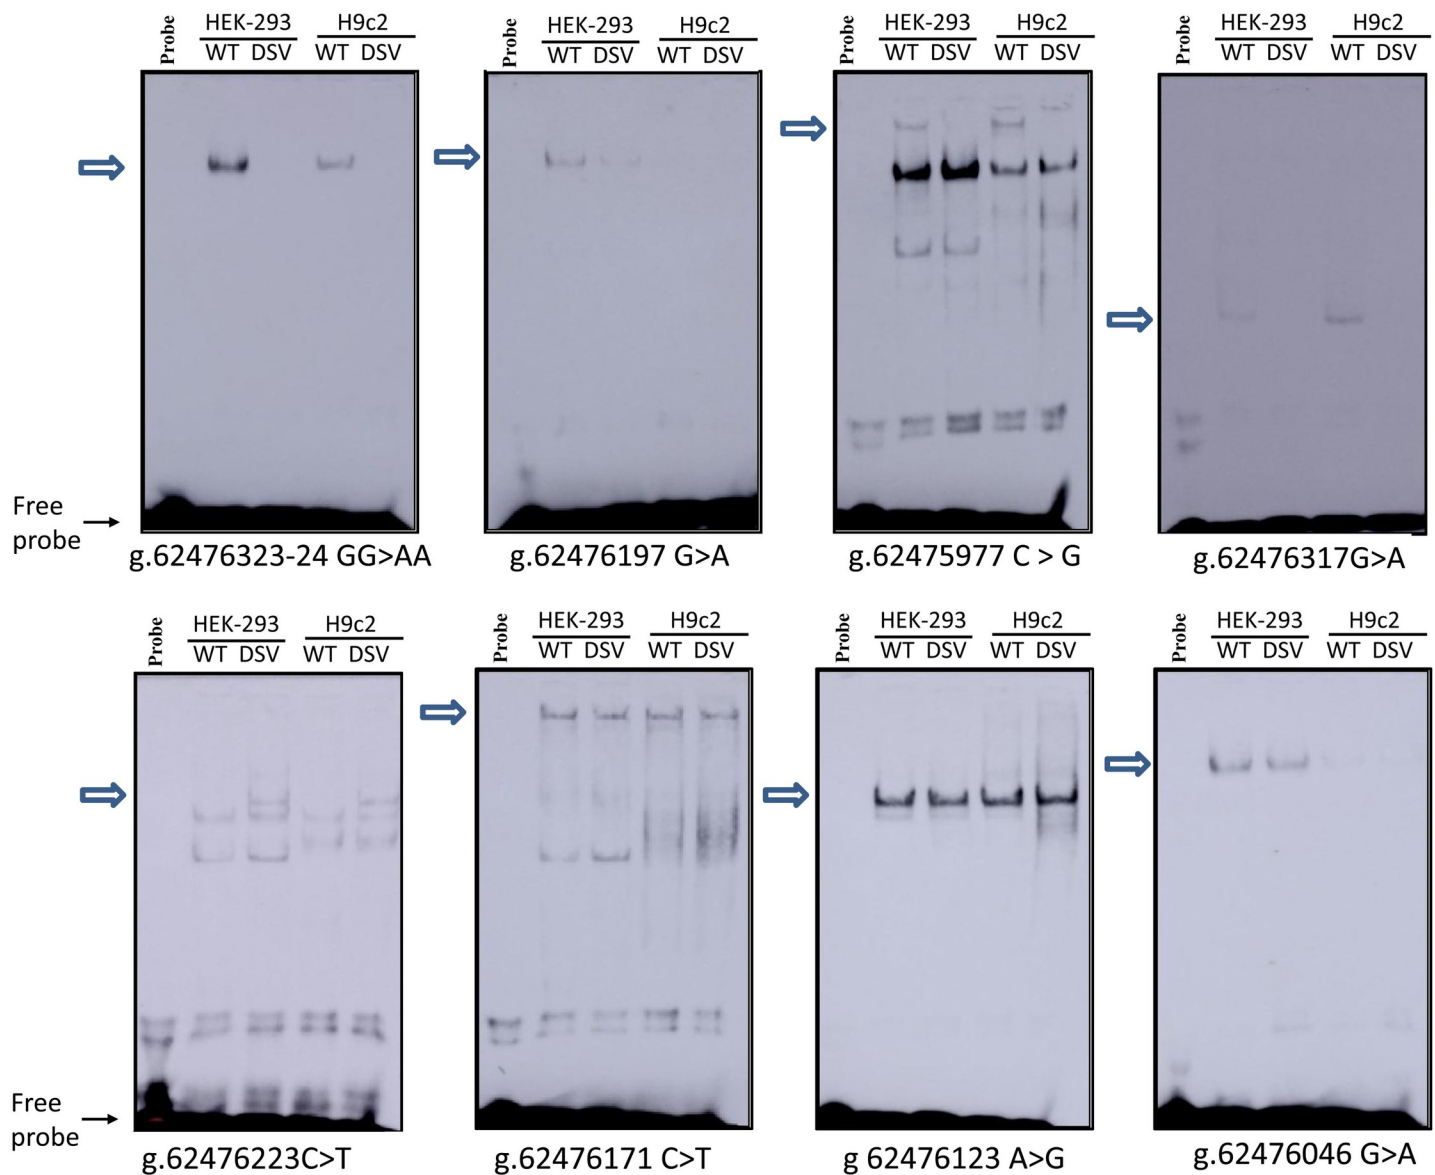 Probe HEK-293 H9c2
WT DSV WT DSV
Probe HEK-293 H9c2
WT DSV WT DSV
Probe HEK-293 H9c2
WT DSV WT DSV
Probe HEK-293 H9c2
WT DSV WT DSV
Free
probe
g.62476323-24 GG>AA
g.62476197 G>A
g.62475977 C > G
g.62476317G>A
Probe HEK-293 H9c2
WT DSV WT DSV
Probe HEK-293 H9c2
WT DSV WT DSV
Probe HEK-293 H9c2
WT DSV WT DSV
Probe HEK-293 H9c2
WT DSV WT DSV
Free
probe
g.62476223C>T
g.62476171 C>T
g 62476123 A>G
g.62476046 G>A